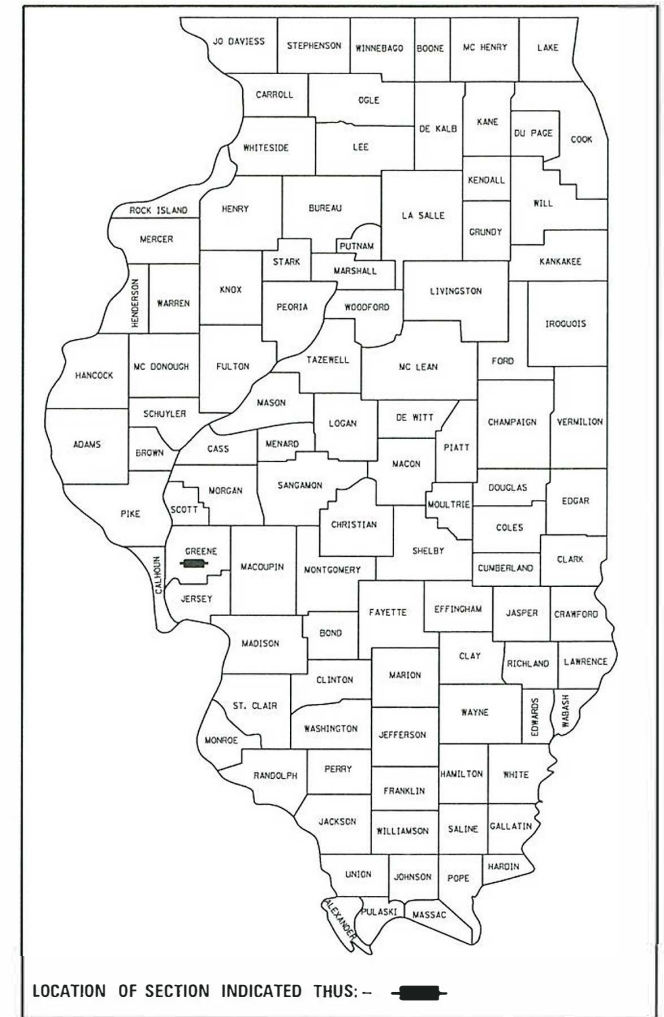 JO DAVIESS
STEPHENSON
WINNEBAGO
BOONE
MC HENRY
LAKE
CARROLL
OGLE
DE KALB
KANE
DU PAGE
COOK
WHITESIDE
LEE
KENDALL
WILL
ROCK ISLAND
HENRY
BUREAU
LA SALLE
GRUNDY
MERCER
PUTNAM
STARK
MARSHALL
KANKAKEE
HENDERSON
WARREN
KNOX
PEORIA
WOODFORD
LIVINGSTON
IROQUOIS
HANCOCK
MC DONOUGH
FULTON
TAZEWELL
MC LEAN
FORD
MASON
SCHUYLER
LOGAN
DE WITT
CHAMPAIGN
VERMILION
ADAMS
BROWN
CASS
MENARD
PIATT
MACON
MORGAN
SANGAMON
DOUGLAS
EDGAR
PIKE
SCOTT
CHRISTIAN
MOULTRIE
COLES
GREENE
MACOUPIN
MONTGOMERY
SHELBY
CUMBERLAND
CLARK
CALHOUN
JERSEY
FAYETTE
EFFINGHAM
JASPER
CRAWFORD
MADISON
BOND
CLAY
RICHLAND
LAWRENCE
CLINTON
MARION
ST. CLAIR
WAYNE
EDWARDS
WABASH
WASHINGTON
JEFFERSON
MONROE
RANDOLPH
PERRY
HAMILTON
WHITE
FRANKLIN
JACKSON
WILLIAMSON
SALINE
GALLATIN
UNION
JOHNSON
POPE
HARDIN
ALEXANDER
PULASKI
MASSAC
LOCATION OF SECTION INDICATED THUS: –